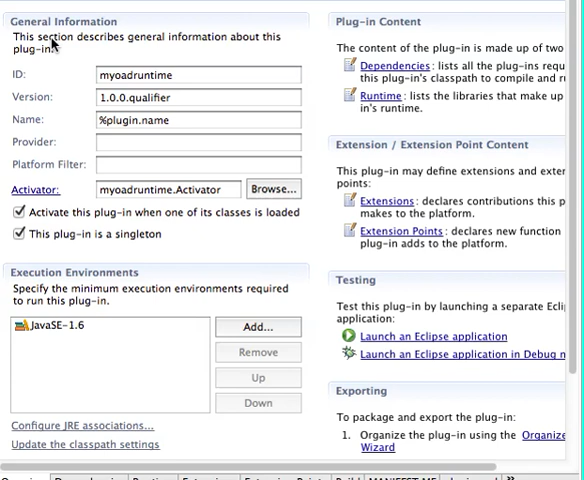 General Information
This section describes general information about this
plug-in.
ID: myoadruntime
Version: 1.0.0.qualifier
Name: %plugin.name
Provider:
Platform Filter:
Activator: myoadruntime.Activator Browse...
Activate this plug-in when one of its classes is loaded
This plug-in is a singleton
Execution Environments
Specify the minimum execution environments required
to run this plug-in.
JavaSE-1.6
Add...
Remove
Up
Down
Configure JRE associations...
Update the classpath settings
Plug-in Content
The content of the plug-in is made up of two
Dependencies: lists all the plug-ins requ
this plug-in's classpath to compile and ru
Runtime: lists the libraries that make up
in's runtime.
Extension / Extension Point Content
This plug-in may define extensions and exter
points:
Extensions: declares contributions this p
makes to the platform.
Extension Points: declares new function
plug-in adds to the platform.
Testing
Test this plug-in by launching a separate Ecli
application:
Launch an Eclipse application
Launch an Eclipse application in Debug m
Exporting
To package and export the plug-in:
1. Organize the plug-in using the Organize
Wizard